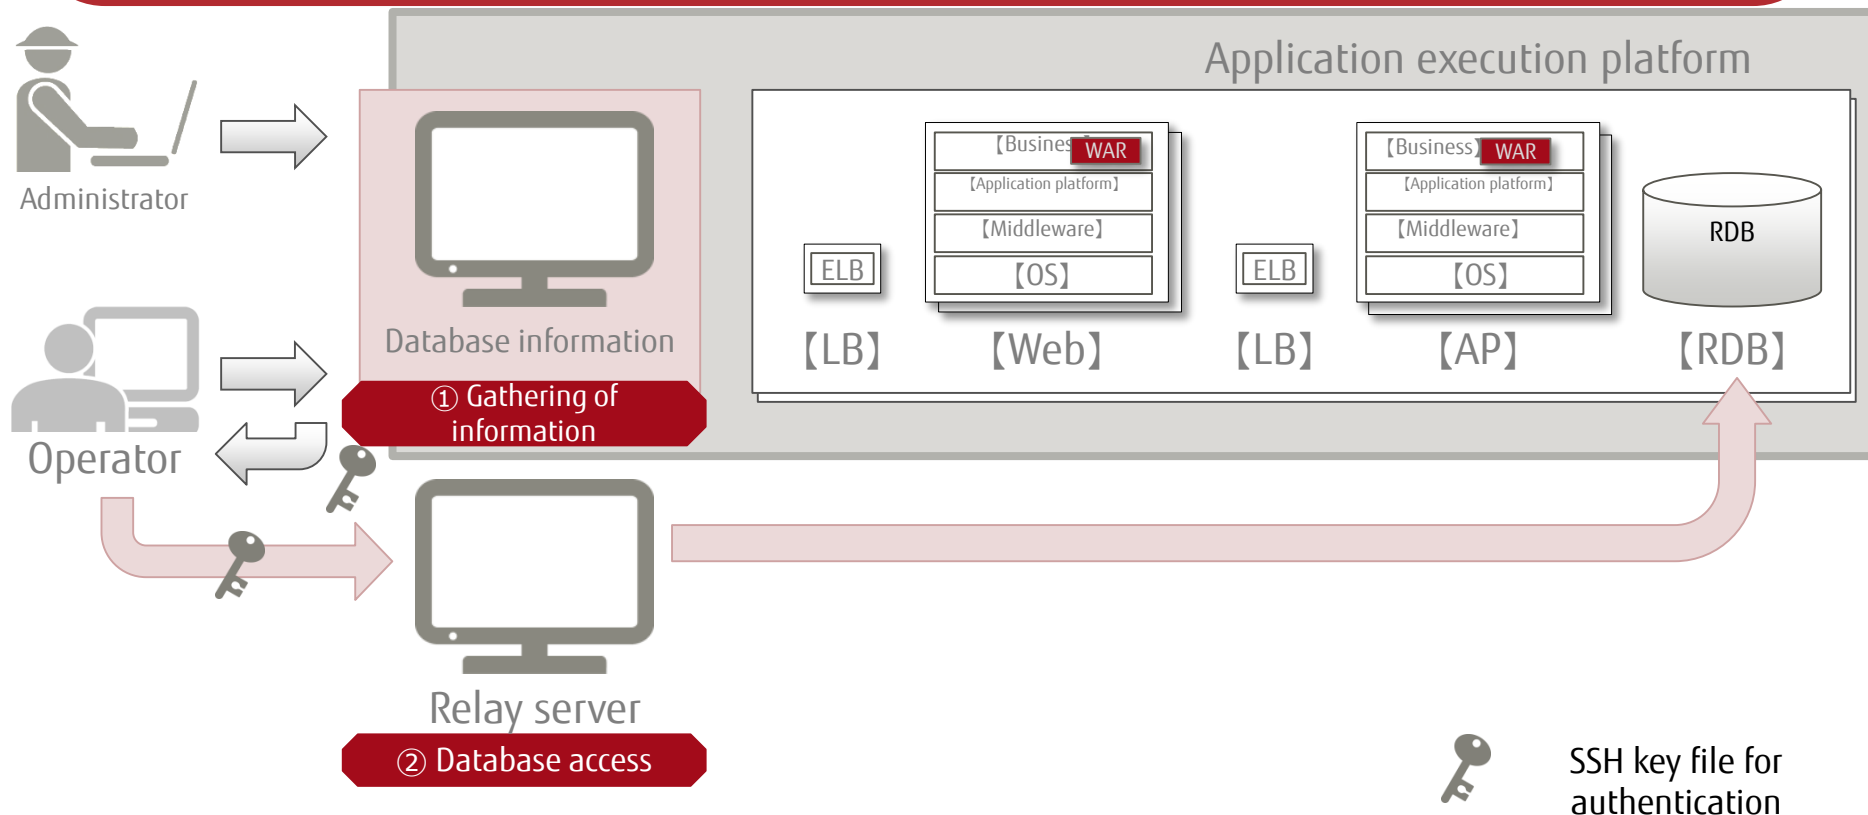 Application execution platform
Administrator
Database information
① Gathering of
information
Operator
【Busines
WAR
【Application platform】
【Middleware】
【OS】
【Business】
WAR
【Application platform】
【Middleware】
【OS】
ELB
ELB
RDB
【LB】
【Web】
【LB】
【AP】
【RDB】
Relay server
② Database access
SSH key file for
authentication